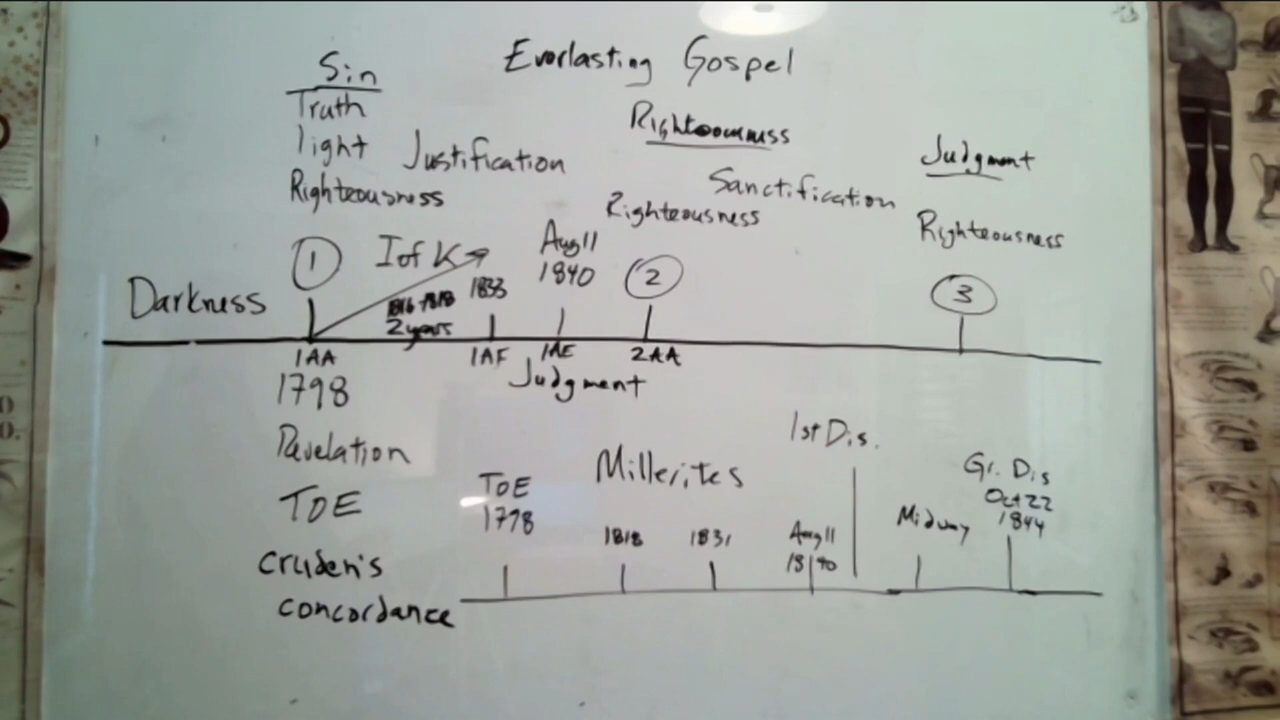 Everlasting Gospel
Sin
Truth
light
Righteousness
Justification
Righteousness
Sanctification
Righteousness
Judgment
Righteousness
Darkness
1
I of K
1816-1818
2 years
1833
Aug 11
1840
2
3
1AA
1AF
1AE
2AA
1798
Judgment
Revelation
TOE
Cruden's
concordance
Millerites
1st Dis.
TOE
1798
1818
1831
Aug 11
1840
Midway
Gr. Dis
Oct 22
1844